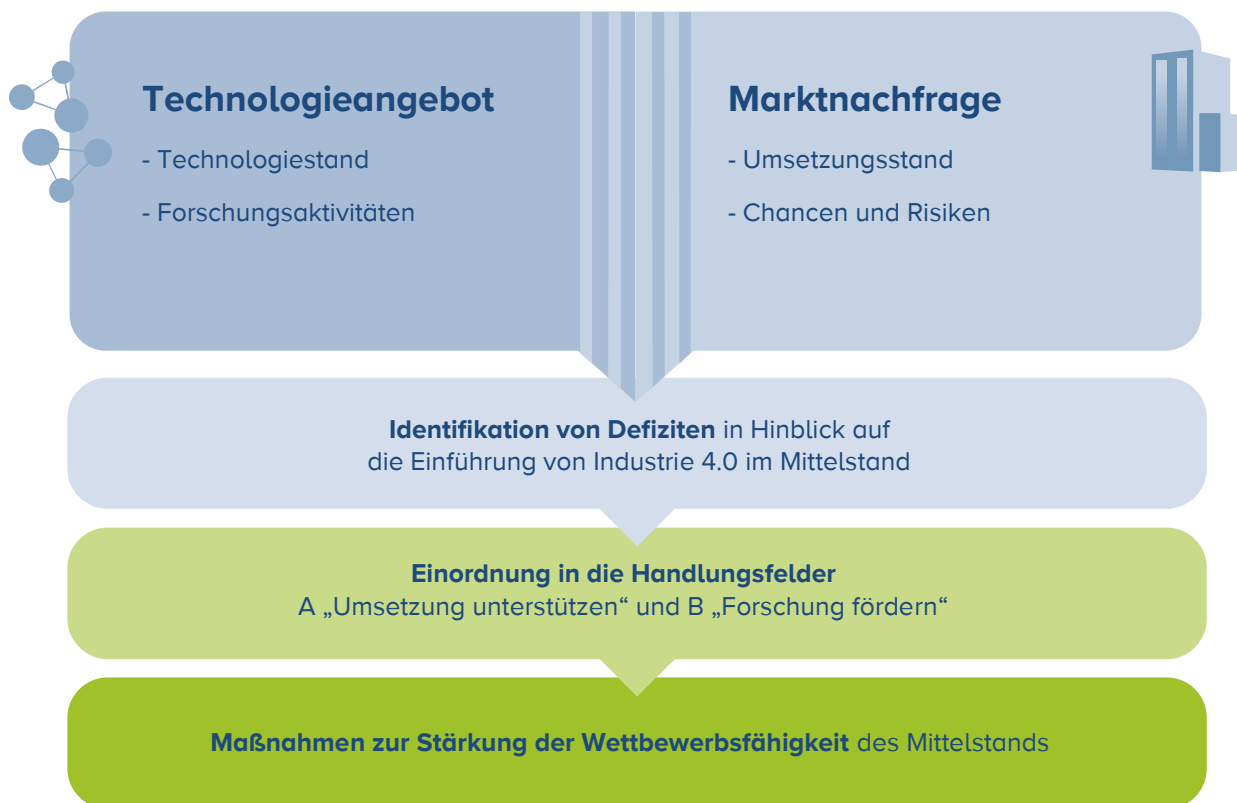 Technologieangebot
- Technologiestand
- Forschungsaktivitäten
Marktnachfrage
- Umsetzungsstand
- Chancen und Risiken
Identifikation von Defiziten in Hinblick auf
die Einführung von Industrie 4.0 im Mittelstand
Einordnung in die Handlungsfelder
A „Umsetzung unterstützen“ und B „Forschung fördern“
Maßnahmen zur Stärkung der Wettbewerbsfähigkeit des Mittelstands